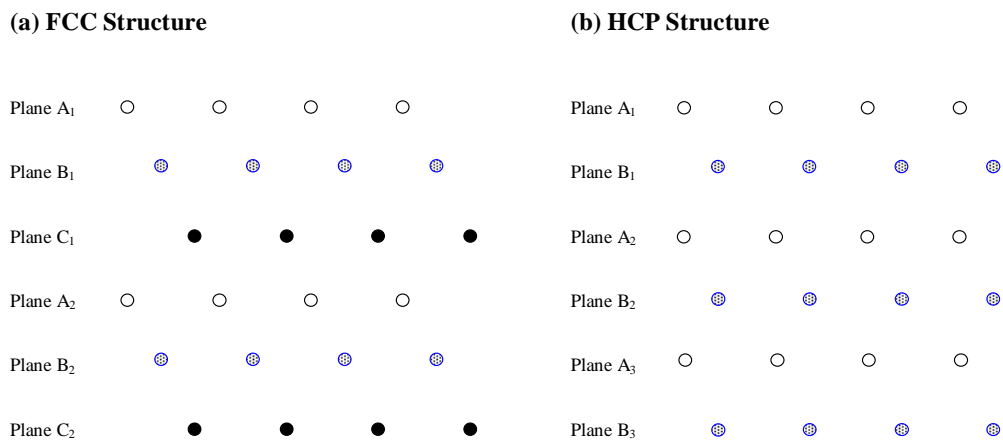 (a) FCC Structure
Plane A₁
Plane B₁
Plane C₁
Plane A₂
Plane B₂
Plane C₂
(b) HCP Structure
Plane A₁
Plane B₁
Plane A₂
Plane B₂
Plane A₃
Plane B₃